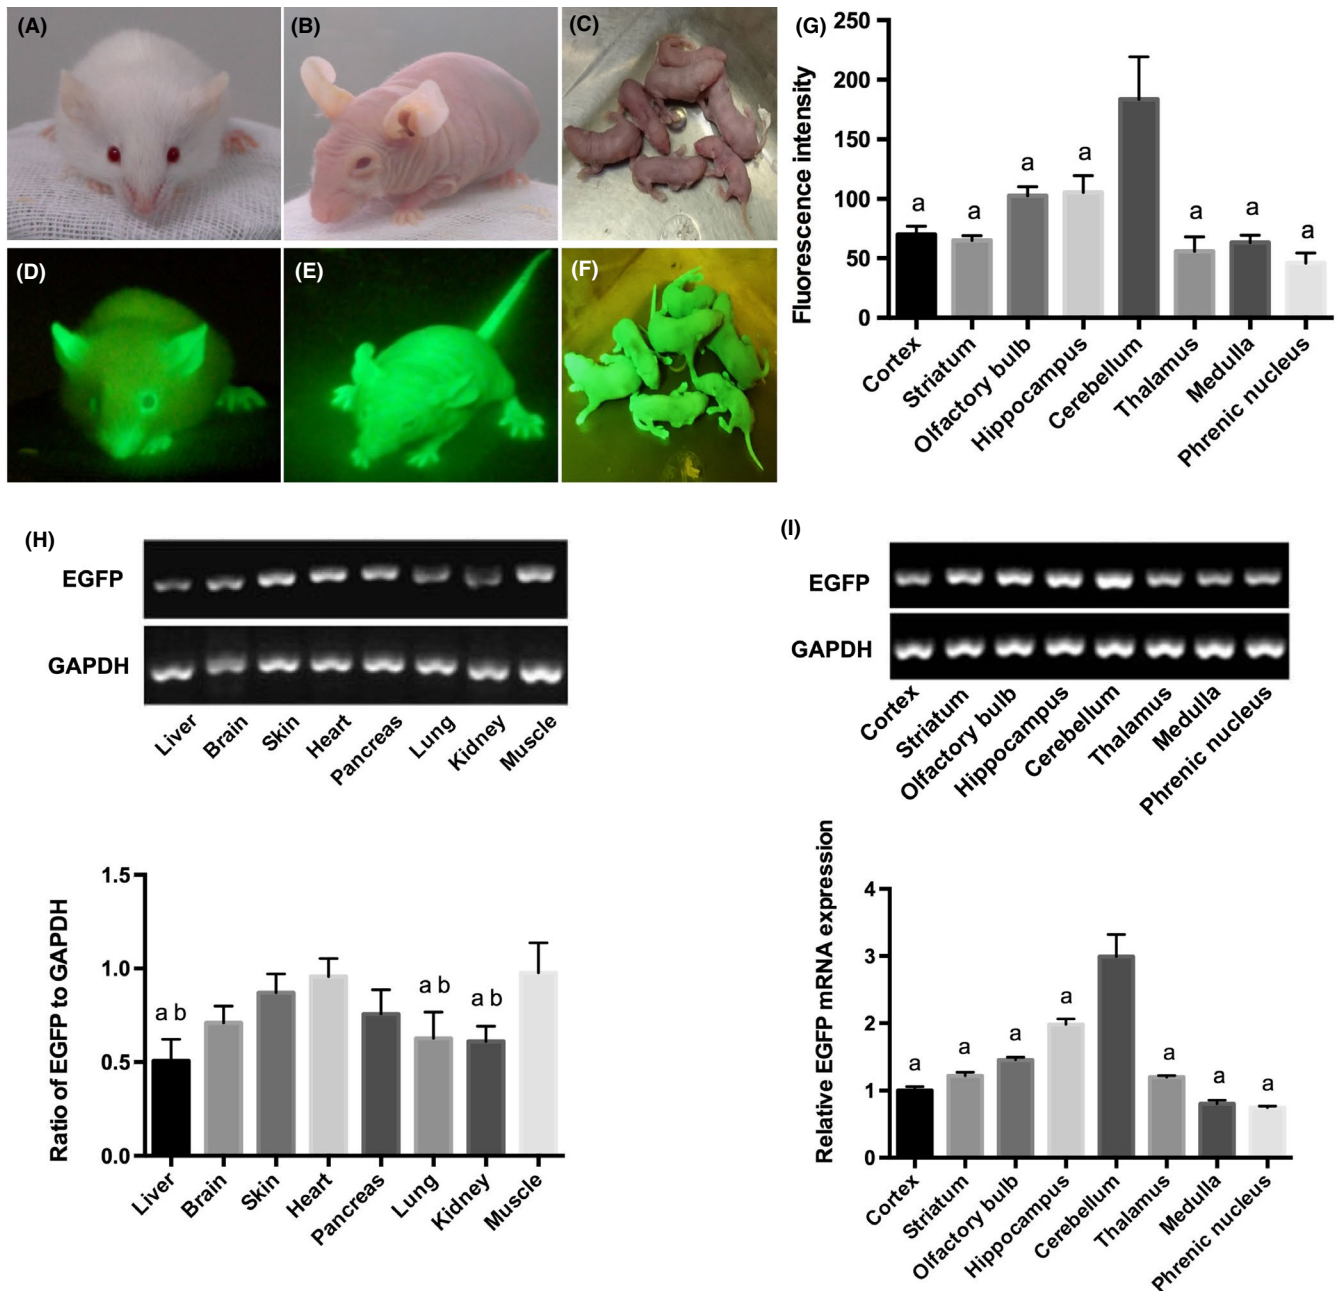 (A)
(B)
(C)
(D)
(E)
(F)
(G)
Fluorescence intensity
250
200
150
100
50
0
a
a
a
a
a
a
a
Cortex
Striatum
Olfactory bulb
Hippocampus
Cerebellum
Thalamus
Medulla
Phrenic nucleus
(H)
EGFP
GAPDH
Liver
Brain
Skin
Heart
Pancreas
Lung
Kidney
Muscle
Ratio of EGFP to GAPDH
1.5
1.0
0.5
0.0
a b
a b
a b
Liver
Brain
Skin
Heart
Pancreas
Lung
Kidney
Muscle
(I)
EGFP
GAPDH
Cortex
Striatum
Olfactory bulb
Hippocampus
Cerebellum
Thalamus
Medulla
Phrenic nucleus
Relative EGFP mRNA expression
4
3
2
1
0
a
a
a
a
a
a
a
Cortex
Striatum
Olfactory bulb
Hippocampus
Cerebellum
Thalamus
Medulla
Phrenic nucleus